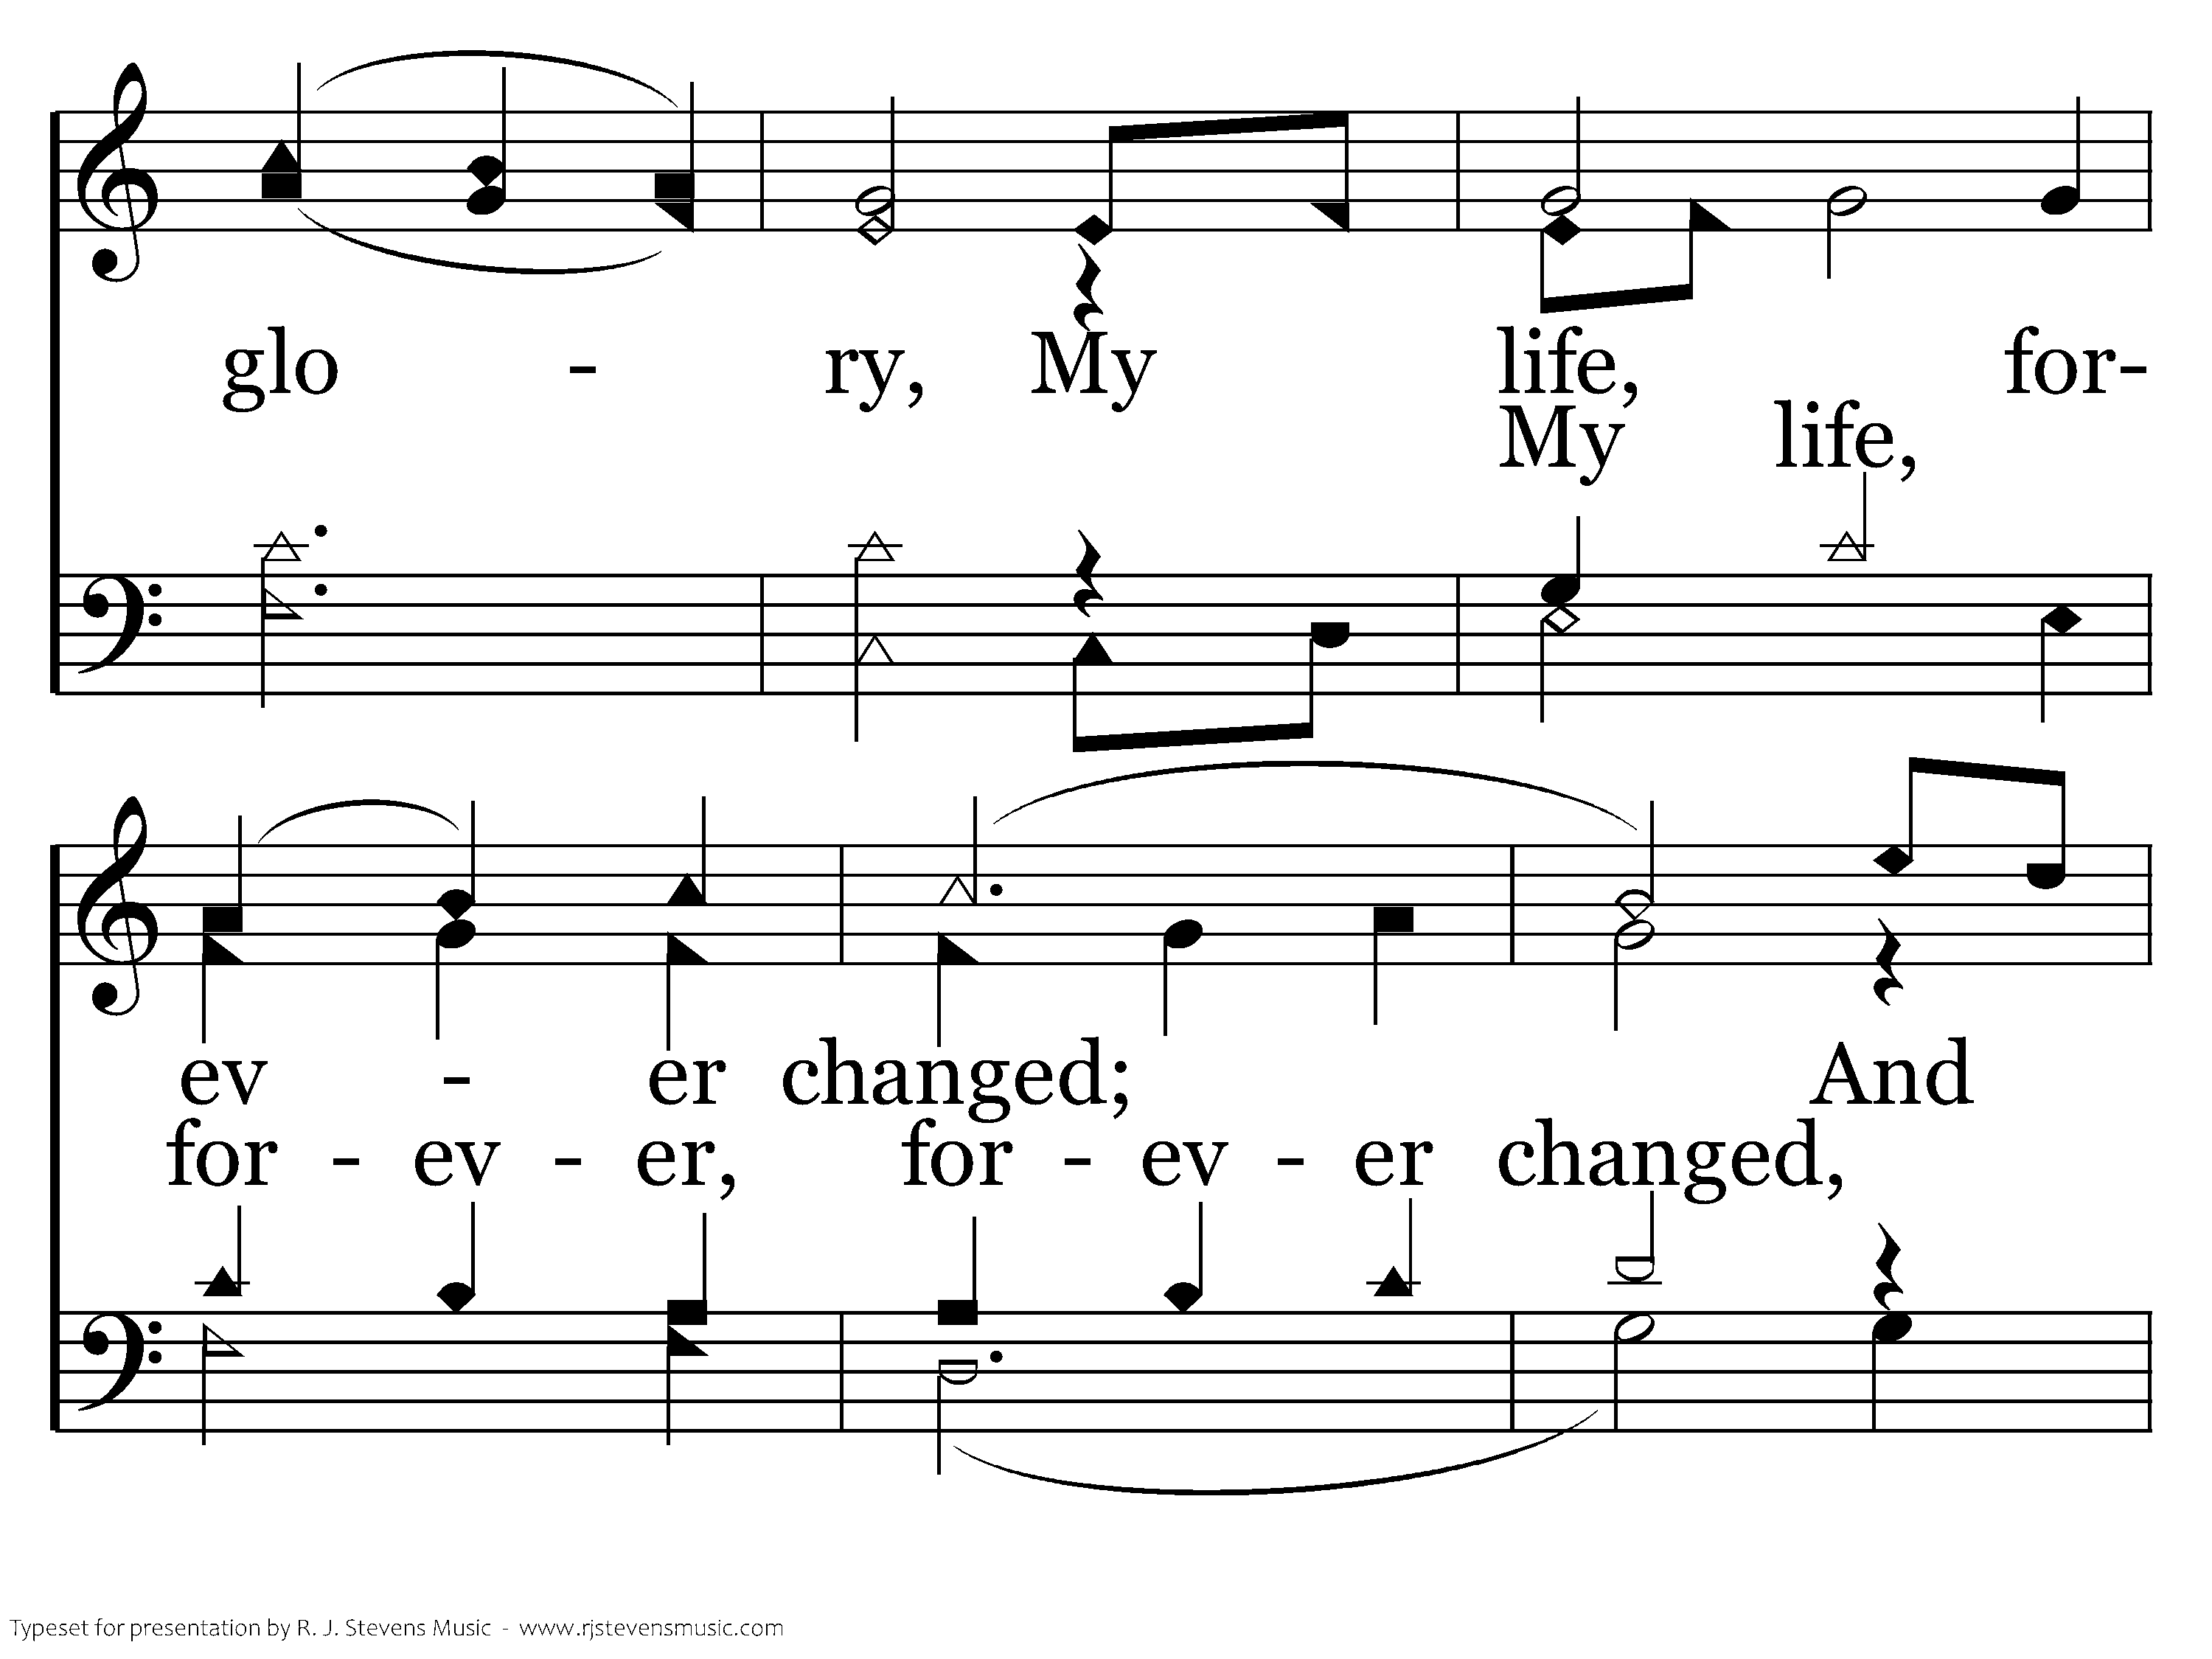 glo - ry, My life, for-
My life,
ev - er changed; And
for - ev - er, for - ev - er changed,
Typeset for presentation by R. J. Stevens Music - www.rjstevensmusic.com